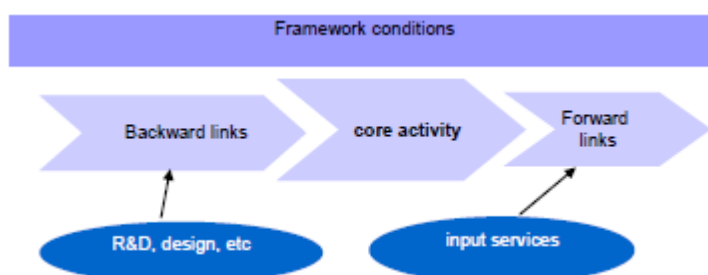 Framework conditions
Backward links
core activity
Forward
links
R&D, design, etc
input services